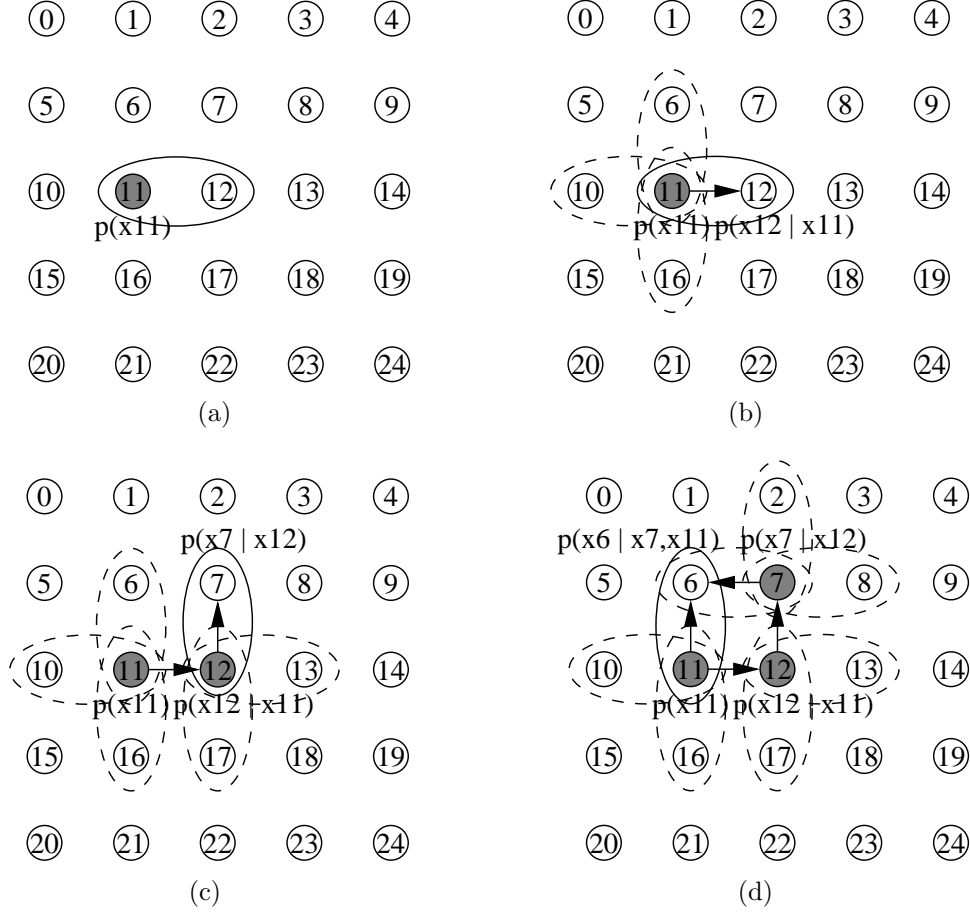 0 1 2 3 4
5 6 7 8 9
10 11 12 13 14
p(x11)
15 16 17 18 19
20 21 22 23 24
(a)
0 1 2 3 4
5 6 7 8 9
10 11 12 13 14
p(x11) p(x12 | x11)
15 16 17 18 19
20 21 22 23 24
(b)
0 1 2 3 4
p(x7 | x12)
5 6 7 8 9
10 11 12 13 14
p(x11) p(x12 | x11)
15 16 17 18 19
20 21 22 23 24
(c)
0 1 2 3 4
p(x6 | x7,x11) p(x7 | x12)
5 6 7 8 9
10 11 12 13 14
p(x11) p(x12 | x11)
15 16 17 18 19
20 21 22 23 24
(d)